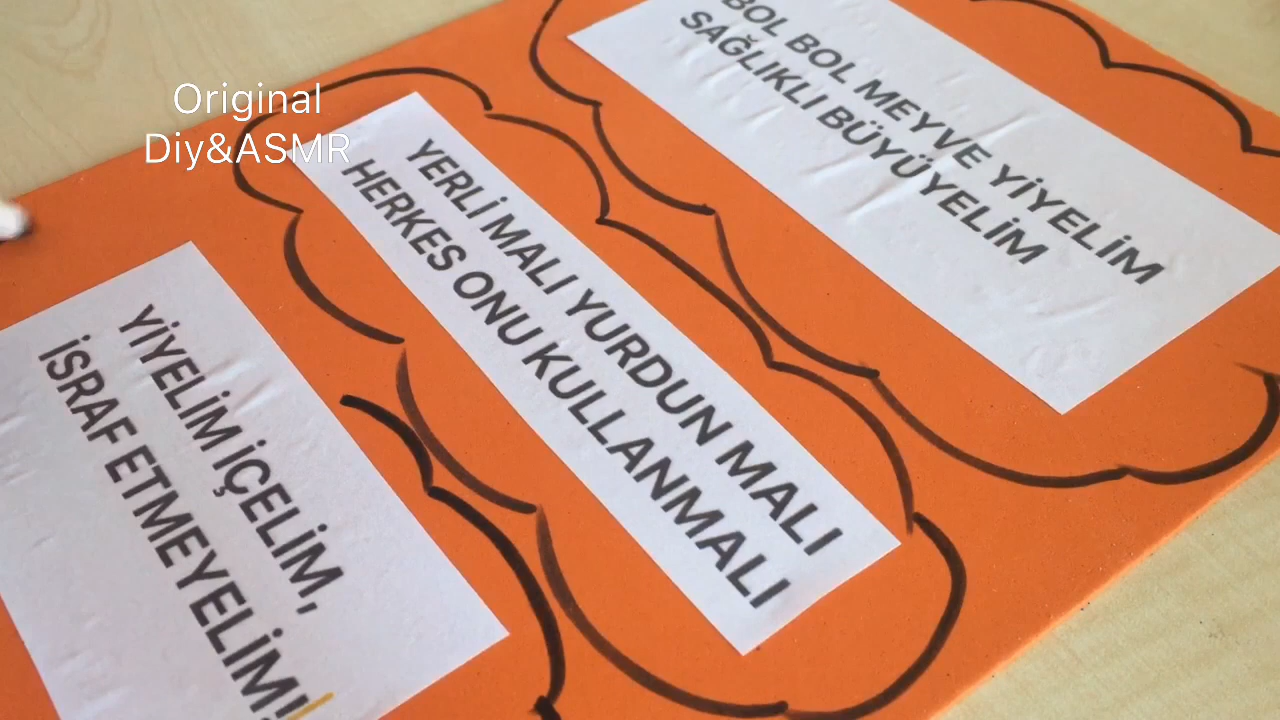 Original
Diy&ASMR
BOL BOL MEYVE YİYELİM
SAĞLIKLI BÜYÜYELİM
YERLİ MALI YURDUN MALI
HERKES ONU KULLANMALI
YİYELİM İÇELİM,
İSRAF ETMEYELİM!